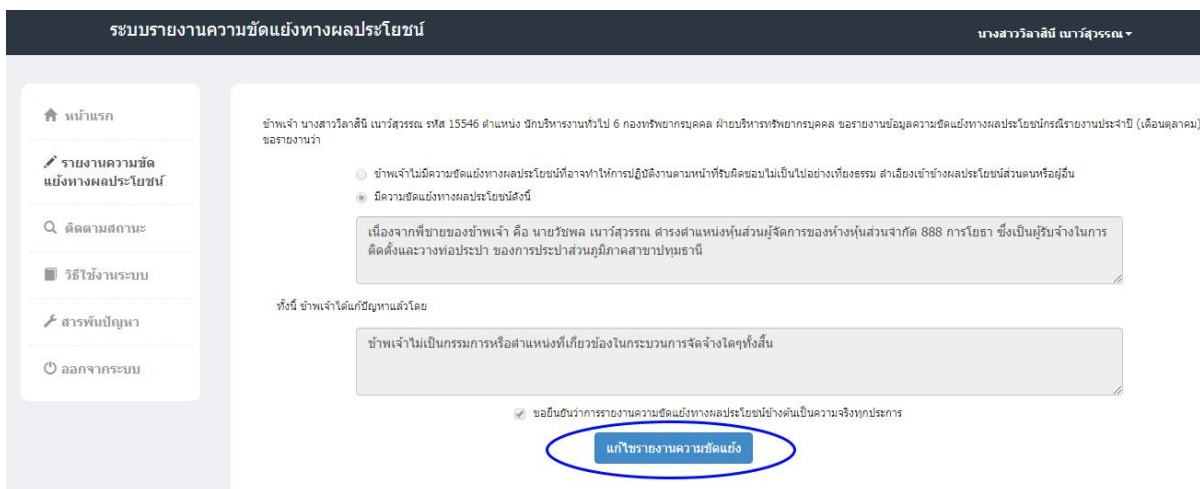 ระบบรายงานความขัดแย้งทางผลประโยชน์
นางสาววิลาสินี เนาว์สุวรรณ
หน้าแรก
รายงานความขัด
แย้งทางผลประโยชน์
ติดตามสถานะ
วิธีใช้งานระบบ
สารพันปัญหา
ออกจากระบบ
ข้าพเจ้า นางสาววิลาสินี เนาว์สุวรรณ รหัส 15546 ตำแหน่ง นักบริหารงานทั่วไป 6 กองทรัพยากรบุคคล ฝ่ายบริหารทรัพยากรบุคคล ขอรายงานข้อมูลความขัดแย้งทางผลประโยชน์กรณีรายงานประจำปี (เดือนตุลาคม)
ขอรายงานว่า
ข้าพเจ้าไม่มีความขัดแย้งทางผลประโยชน์ที่อาจทำให้การปฏิบัติงานตามหน้าที่รับผิดชอบไม่เป็นไปอย่างเที่ยงธรรม ลำเอียงเข้าข้างผลประโยชน์ส่วนตนหรือผู้อื่น
มีความขัดแย้งทางผลประโยชน์ดังนี้
เนื่องจากพี่ชายของข้าพเจ้า คือ นายวัชพล เนาว์สุวรรณ ดำรงตำแหน่งหุ้นส่วนผู้จัดการของห้างหุ้นส่วนจำกัด 888 การโยธา ซึ่งเป็นผู้รับจ้างในการ
ติดตั้งและวางท่อประปา ของการประปาส่วนภูมิภาคสาขาปทุมธานี
ทั้งนี้ ข้าพเจ้าได้แก้ปัญหาแล้วโดย
ข้าพเจ้าไม่เป็นกรรมการหรือตำแหน่งที่เกี่ยวข้องในกระบวนการจัดจ้างใดๆทั้งสิ้น
ขอยืนยันว่าการรายงานความขัดแย้งทางผลประโยชน์ข้างต้นเป็นความจริงทุกประการ
แก้ไขรายงานความขัดแย้ง